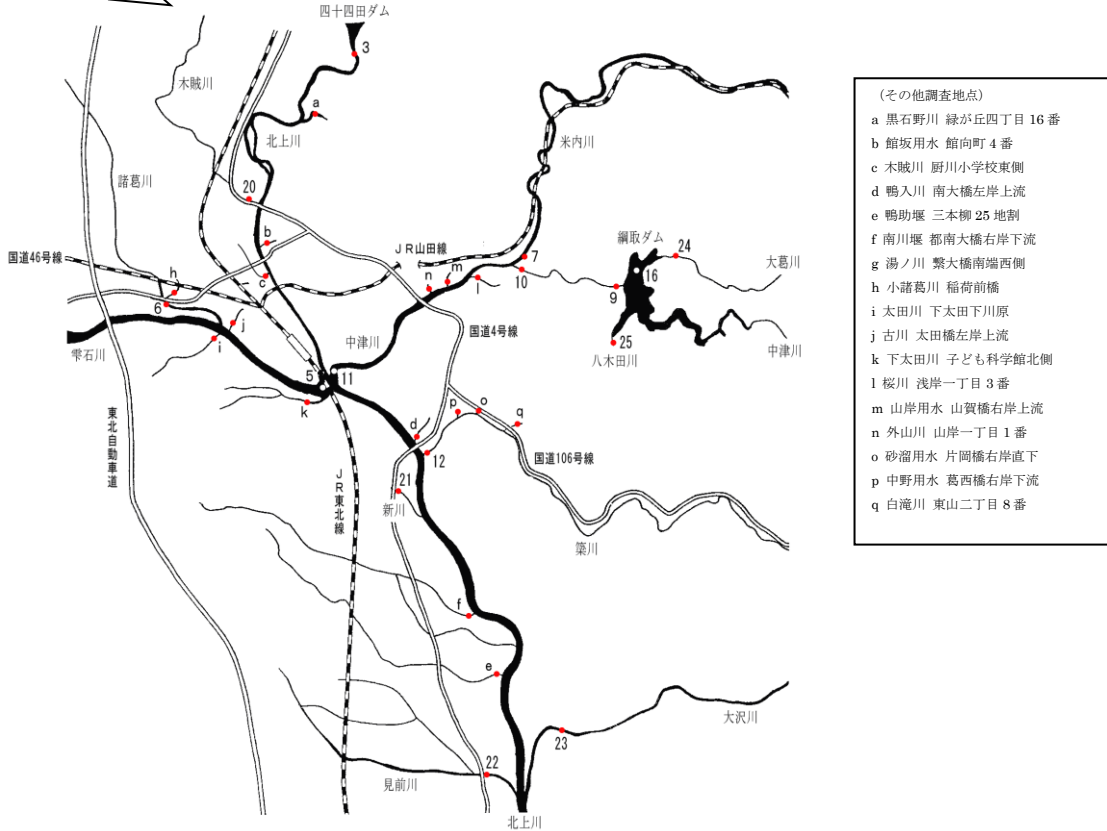 四十四田ダム
3
木賊川
a
北上川
米内川
諸葛川
20
b
JR山田線
綱取ダム
24
国道46号線
7
大葛川
h
c
n
m
l
10
16
6
9
j
国道4号線
i
25
雫石川
中津川
八木田川
中津川
5
11
k
東北自動車道
p
o
q
d
国道106号線
12
JR東北線
21
新川
簗川
f
e
大沢川
23
22
見前川
北上川
(その他調査地点)
a 黒石野川 緑が丘四丁目16番
b 館坂用水 館向町4番
c 木賊川 厨川小学校東側
d 鴨入川 南大橋左岸上流
e 鴨助堰 三本柳25地割
f 南川堰 都南大橋右岸下流
g 湯ノ川 繋大橋南端西側
h 小諸葛川 稲荷前橋
i 太田川 下太田下川原
j 古川 太田橋左岸上流
k 下太田川 子ども科学館北側
l 桜川 浅岸一丁目3番
m 山岸用水 山賀橋右岸上流
n 外山川 山岸一丁目1番
o 砂溜用水 片岡橋右岸直下
p 中野用水 葛西橋右岸下流
q 白滝川 東山二丁目8番